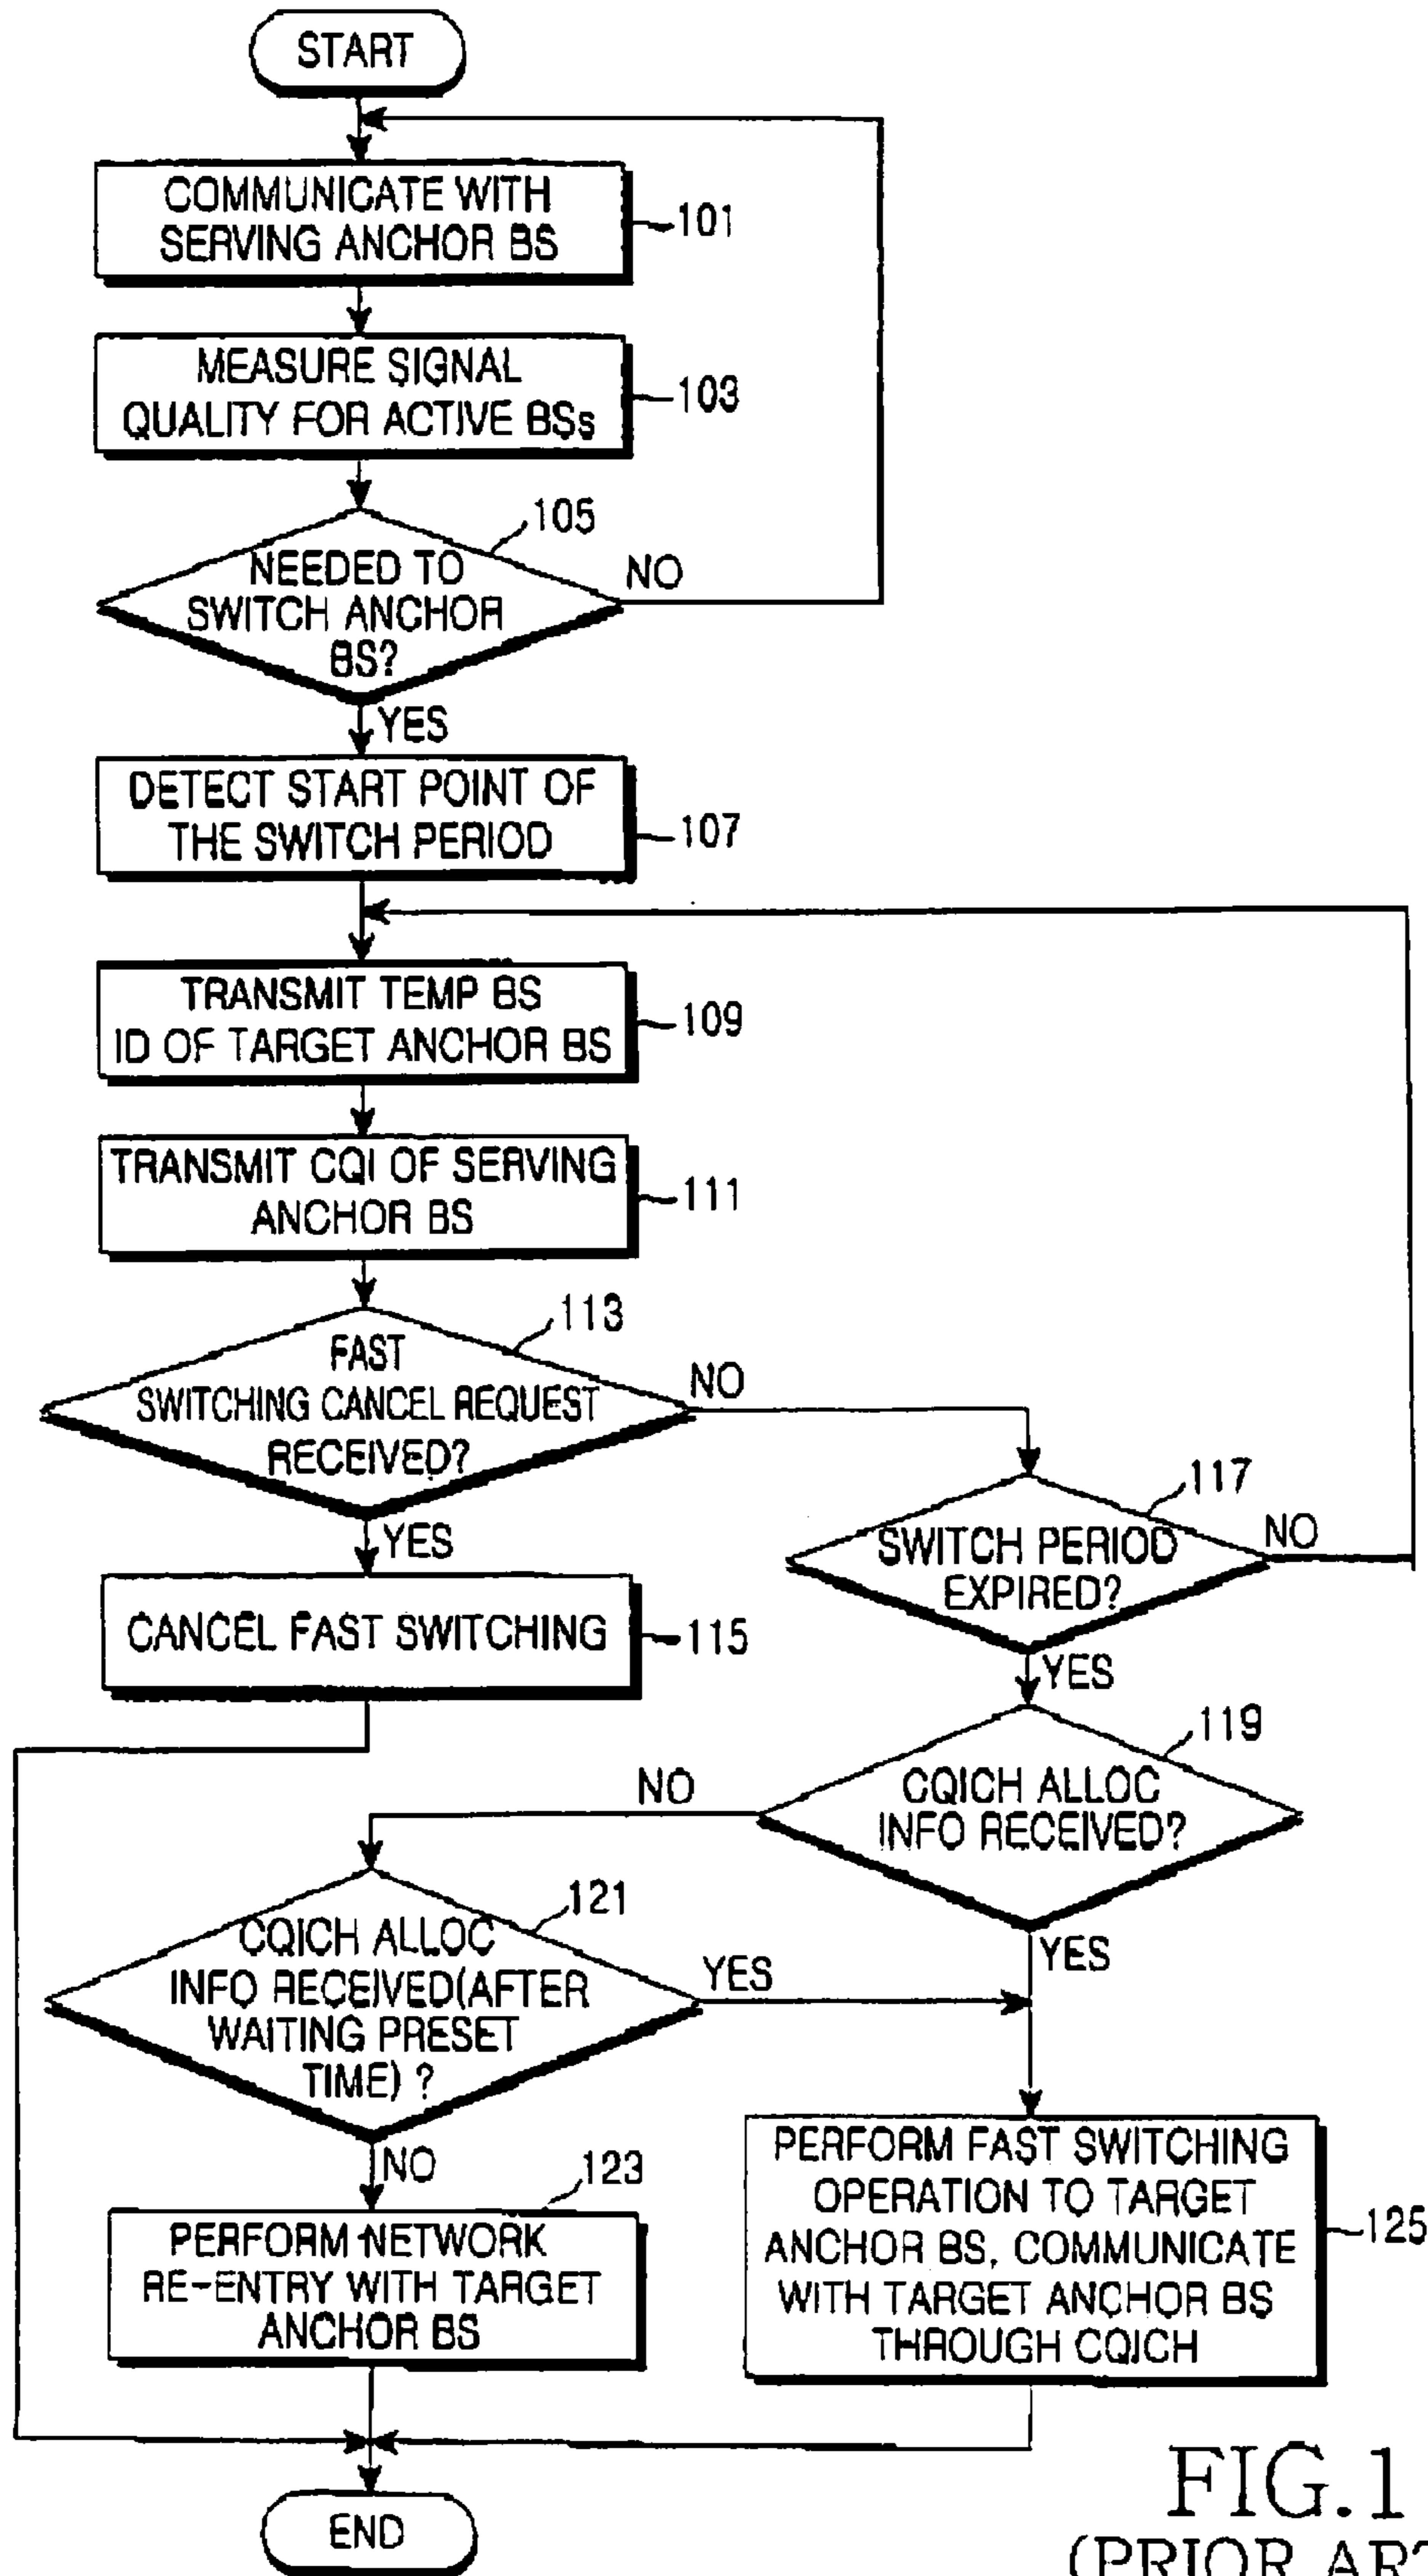 START
COMMUNICATE WITH
SERVING ANCHOR BS
101
MEASURE SIGNAL
QUALITY FOR ACTIVE BSs
103
105
NEEDED TO
SWITCH ANCHOR
BS?
NO
YES
DETECT START POINT OF
THE SWITCH PERIOD
107
TRANSMIT TEMP BS
ID OF TARGET ANCHOR BS
109
TRANSMIT CQI OF SERVING
ANCHOR BS
111
113
FAST
SWITCHING CANCEL REQUEST
RECEIVED?
NO
YES
117
SWITCH PERIOD
EXPIRED?
NO
YES
CANCEL FAST SWITCHING
115
119
CQICH ALLOC
INFO RECEIVED?
NO
YES
121
CQICH ALLOC
INFO RECEIVED(AFTER
WAITING PRESET
TIME) ?
YES
NO
123
PERFORM NETWORK
RE-ENTRY WITH TARGET
ANCHOR BS
PERFORM FAST SWITCHING
OPERATION TO TARGET
ANCHOR BS, COMMUNICATE
WITH TARGET ANCHOR BS
THROUGH CQICH
125
END
FIG.1
(PRIOR ART